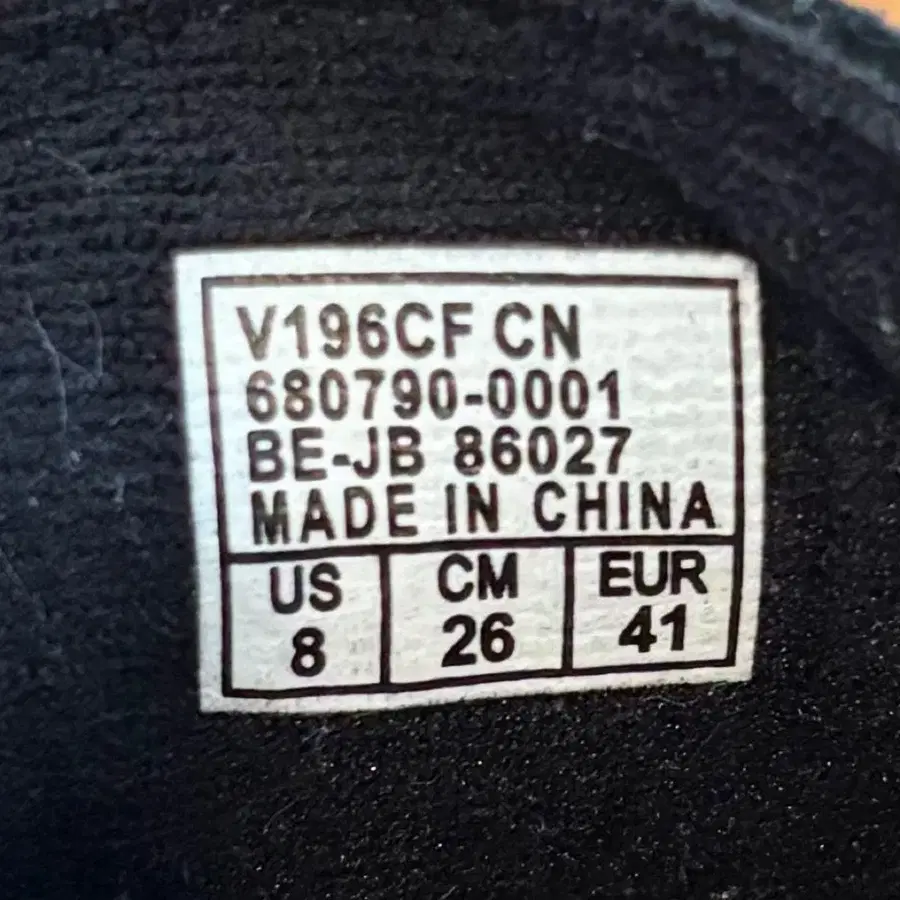 V196CF CN
680790-0001
BE-JB 86027
MADE IN CHINA
US CM EUR
8 26 41